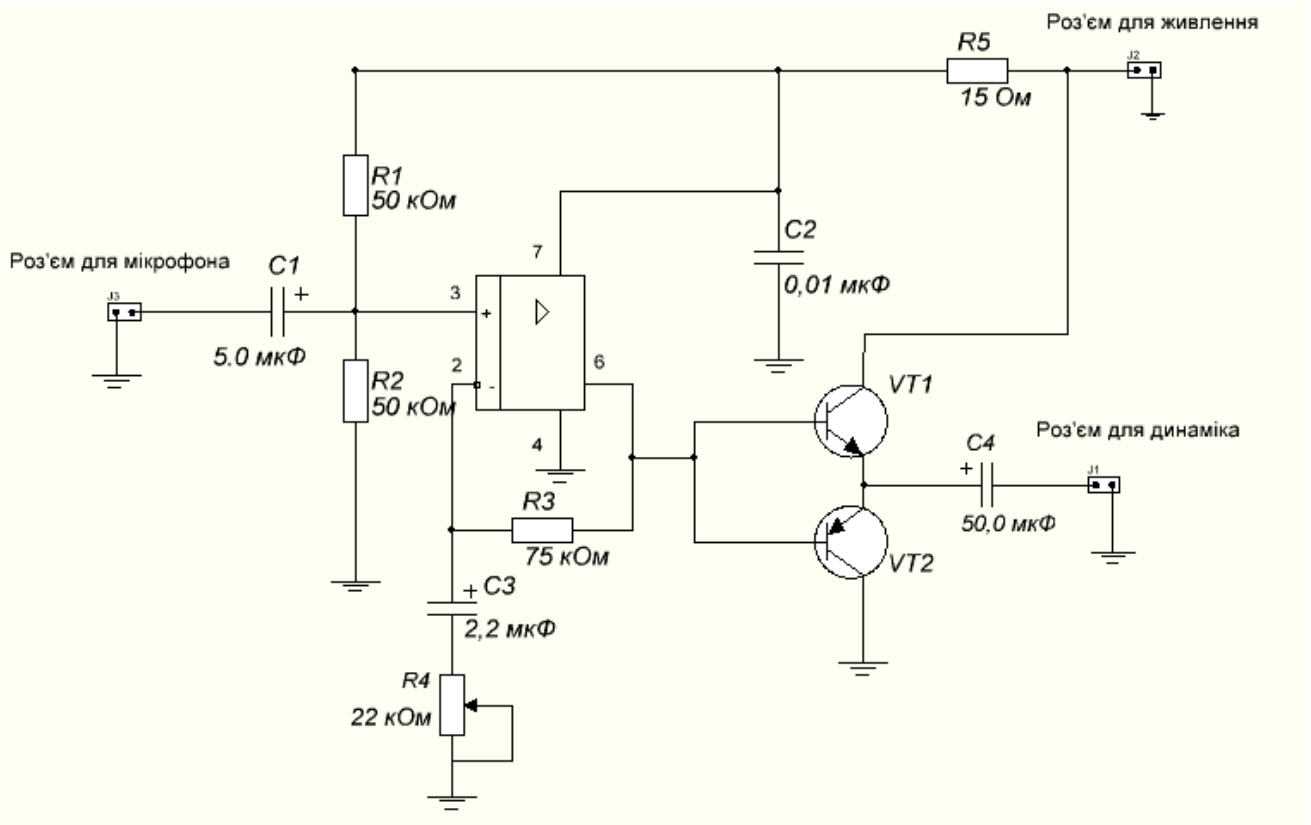 Роз'єм для живлення
R5
J2
15 Ом
R1
50 кОм
C2
7
Роз'єм для мікрофона
C1
0,01 мкФ
J3
+
3
+
5.0 мкФ
2
6
R2
-
VT1
50 кОм
4
C4
Роз'єм для динаміка
+
J1
R3
50,0 мкФ
75 кОм
VT2
+ C3
2,2 мкФ
R4
22 кОм